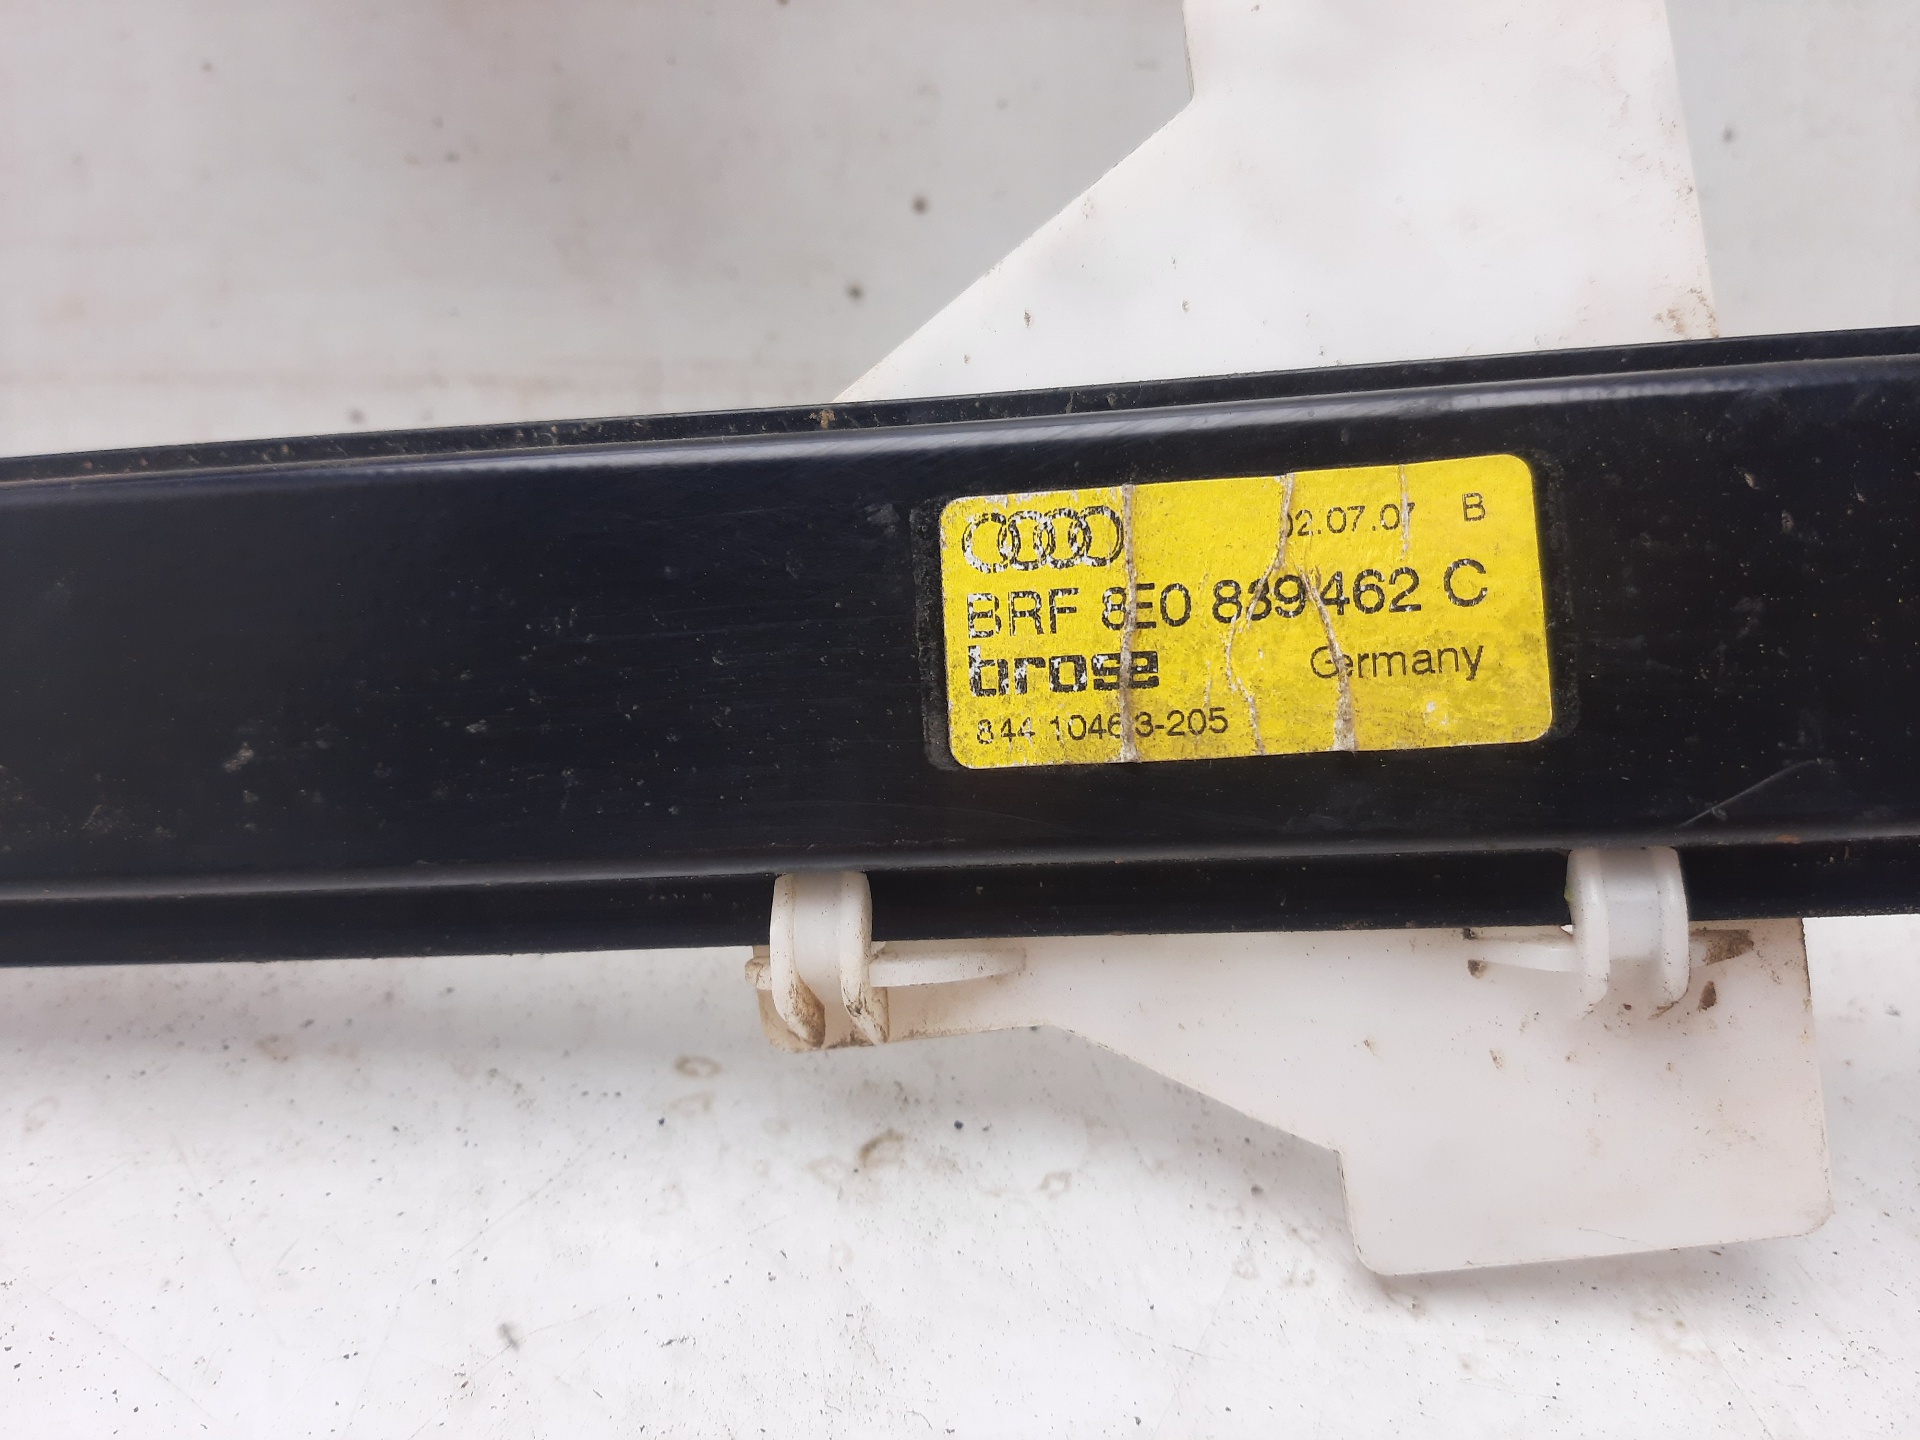 02.07.07 B
BRF 8E0 839 462 C
brose Germany
844 10463-205